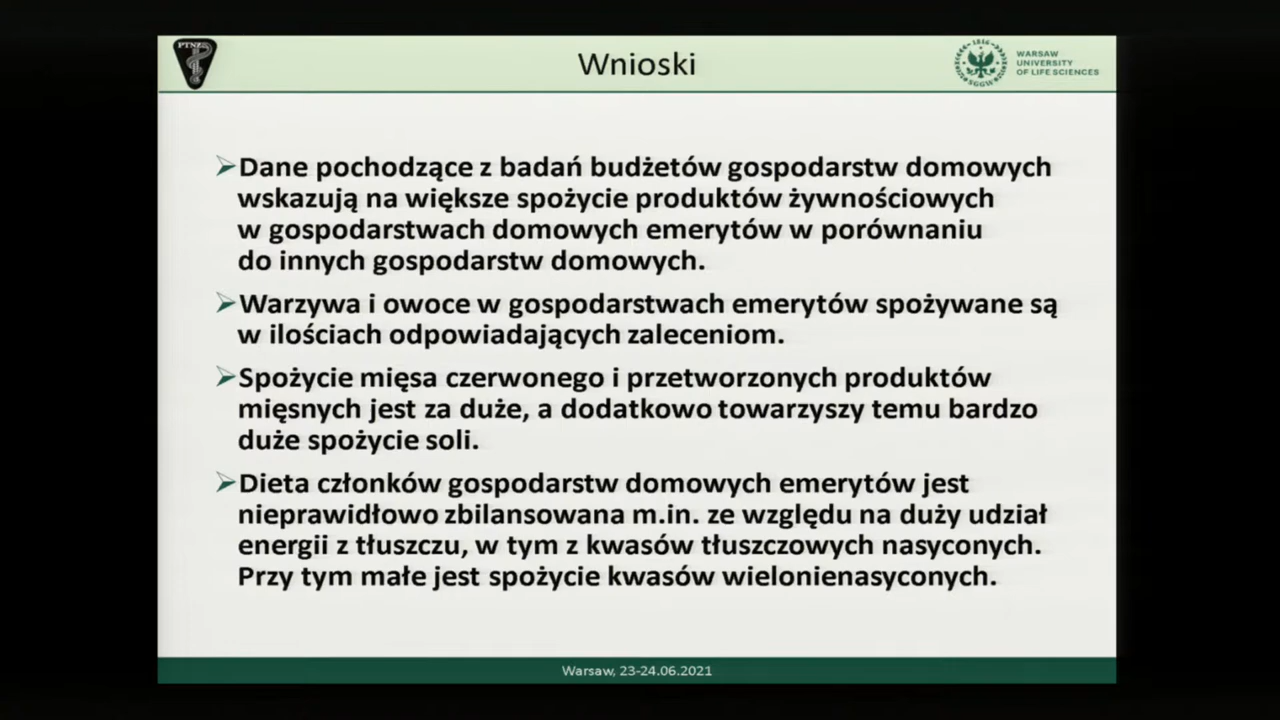 PTNŻ
Wnioski
1816
SGGW
WARSAW
UNIVERSITY
OF LIFE SCIENCES
Dane pochodzące z badań budżetów gospodarstw domowych
wskazują na większe spożycie produktów żywnościowych
w gospodarstwach domowych emerytów w porównaniu
do innych gospodarstw domowych.
Warzywa i owoce w gospodarstwach emerytów spożywane są
w ilościach odpowiadających zaleceniom.
Spożycie mięsa czerwonego i przetworzonych produktów
mięsnych jest za duże, a dodatkowo towarzyszy temu bardzo
duże spożycie soli.
Dieta członków gospodarstw domowych emerytów jest
nieprawidłowo zbilansowana m.in. ze względu na duży udział
energii z tłuszczu, w tym z kwasów tłuszczowych nasyconych.
Przy tym małe jest spożycie kwasów wielonienasyconych.
Warsaw, 23-24.06.2021